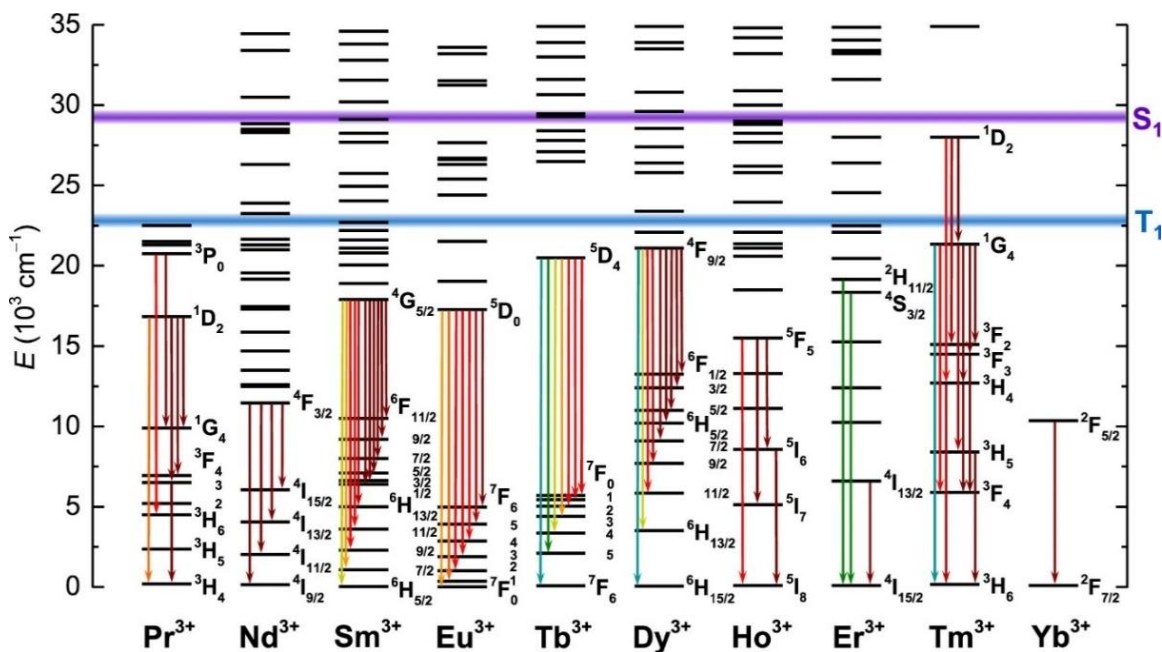 E (10³ cm⁻¹)
35
30
25
20
15
10
5
0
S₁
T₁
³P₀
¹D₂
¹G₄
³F₄
3
2
³H₆
³H₅
³H₄
Pr³⁺
⁴F₃/₂
⁴I₁₅/₂
⁴I₁₃/₂
⁴I₁₁/₂
⁴I₉/₂
Nd³⁺
⁴G₅/₂
⁶F₁₁/₂
9/2
7/2
5/2
3/2
1/2
⁶H₁₃/₂
11/2
9/2
7/2
⁶H₅/₂
Sm³⁺
⁵D₀
⁷F₆
5
4
3
2
1
⁷F₀
Eu³⁺
⁵D₄
⁷F₀
1
2
3
4
5
⁷F₆
Tb³⁺
⁴F₉/₂
⁶F₁/₂
3/2
5/2
⁶H₅/₂
7/2
9/2
11/2
⁶H₁₃/₂
⁶H₁₅/₂
Dy³⁺
⁵F₅
⁵I₆
⁵I₇
⁵I₈
Ho³⁺
²H₁₁/₂
⁴S₃/₂
⁴I₁₃/₂
⁴I₁₅/₂
Er³⁺
¹D₂
¹G₄
³F₂
³F₃
³H₄
³H₅
³F₄
³H₆
Tm³⁺
²F₅/₂
²F₇/₂
Yb³⁺